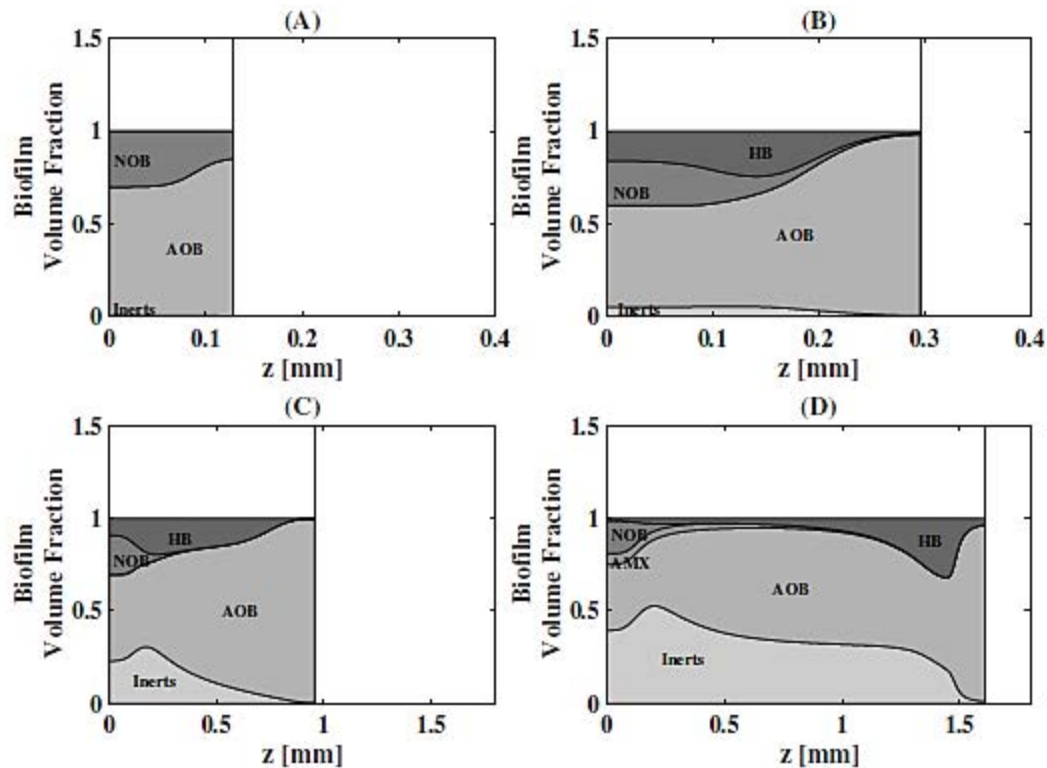 (A)
1.5
1
0.5
0
Biofilm
Volume Fraction
NOB
AOB
Inerts
0 0.1 0.2 0.3 0.4
z [mm]
(B)
1.5
1
0.5
0
Biofilm
Volume Fraction
HB
NOB
AOB
Inerts
0 0.1 0.2 0.3 0.4
z [mm]
(C)
1.5
1
0.5
0
Biofilm
Volume Fraction
HB
NOB
AOB
Inerts
0 0.5 1 1.5
z [mm]
(D)
1.5
1
0.5
0
Biofilm
Volume Fraction
NOB
HB
AMX
AOB
Inerts
0 0.5 1 1.5
z [mm]